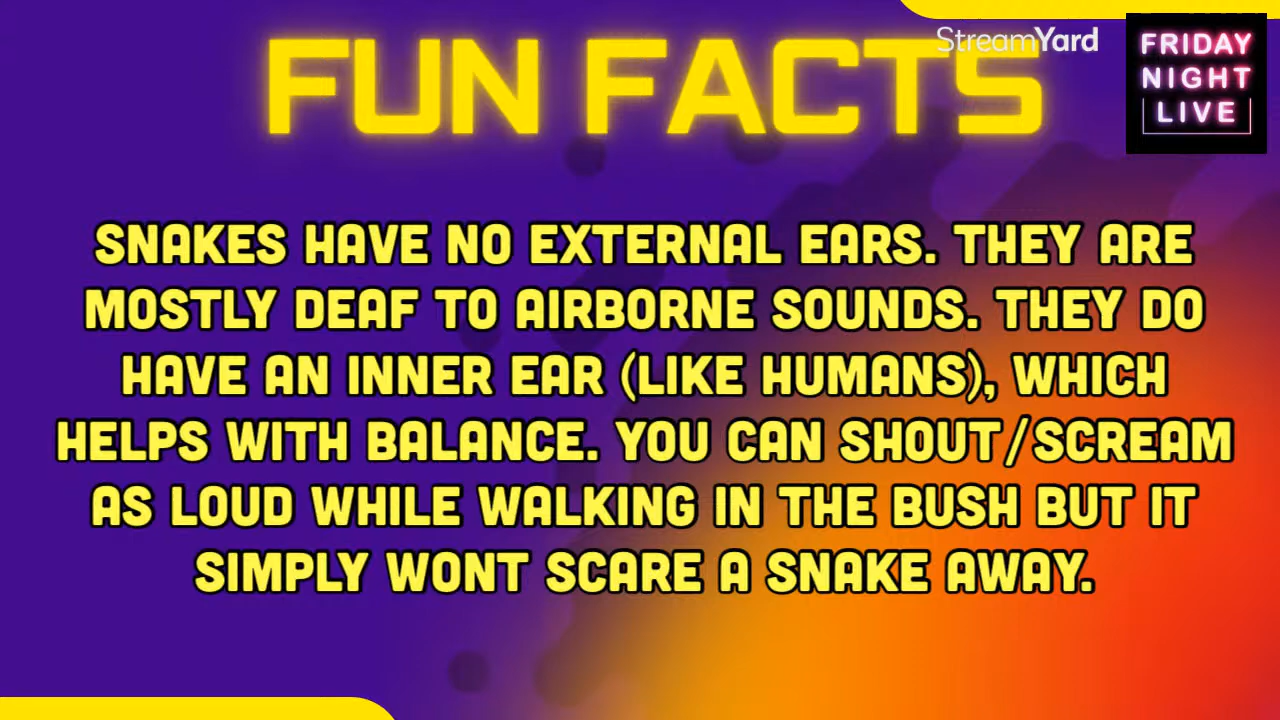 FUN FACTS
StreamYard
FRIDAY
NIGHT
LIVE
SNAKES HAVE NO EXTERNAL EARS. THEY ARE
MOSTLY DEAF TO AIRBORNE SOUNDS. THEY DO
HAVE AN INNER EAR (LIKE HUMANS), WHICH
HELPS WITH BALANCE. YOU CAN SHOUT/SCREAM
AS LOUD WHILE WALKING IN THE BUSH BUT IT
SIMPLY WONT SCARE A SNAKE AWAY.